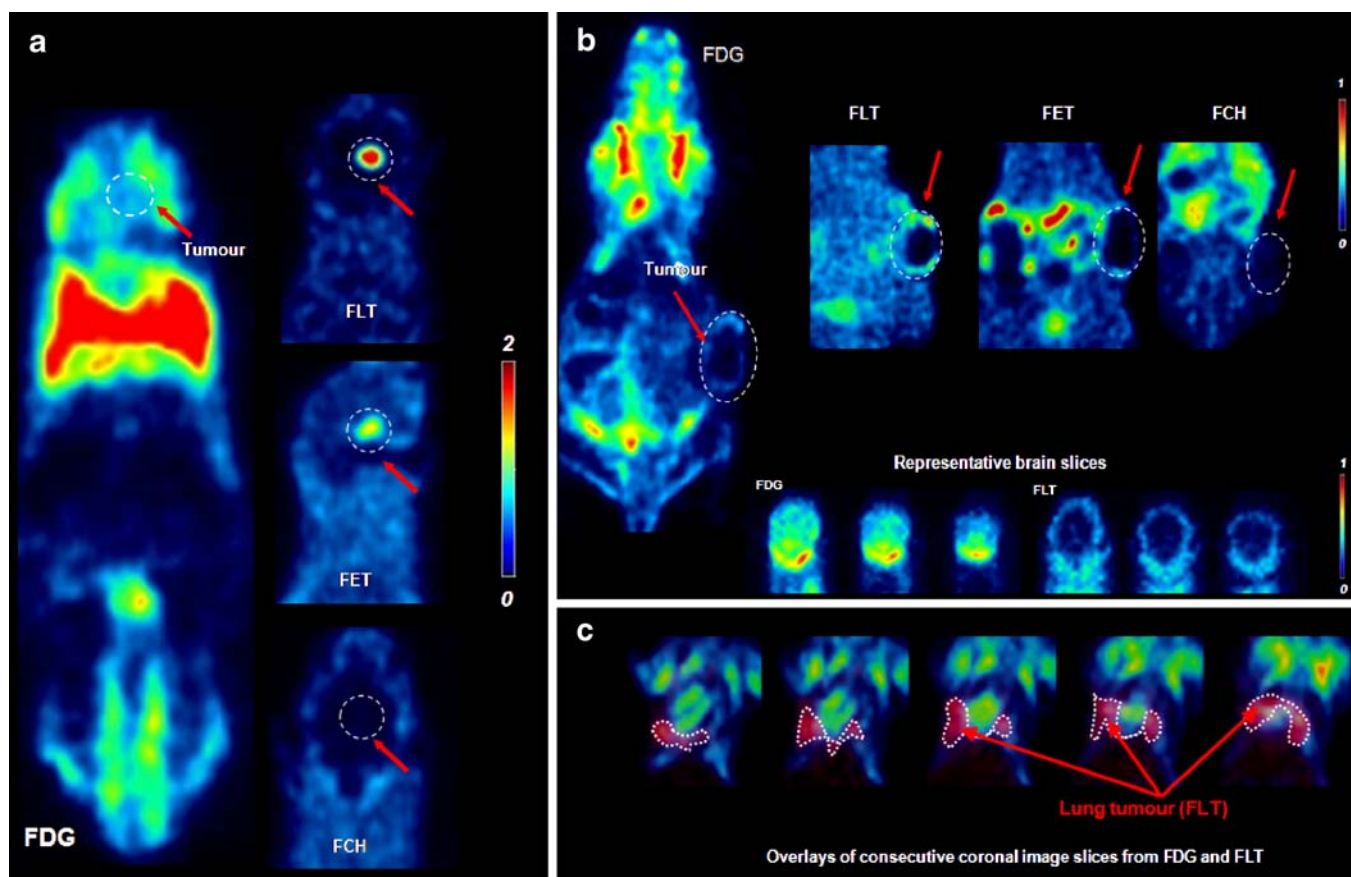 a
Tumour
FLT
2
0
FET
FDG
FCH
b
FDG
1
FLT
FET
FCH
0
Tumour
Representative brain slices
FDG
FLT
1
0
c
Lung tumour (FLT)
Overlays of consecutive coronal image slices from FDG and FLT